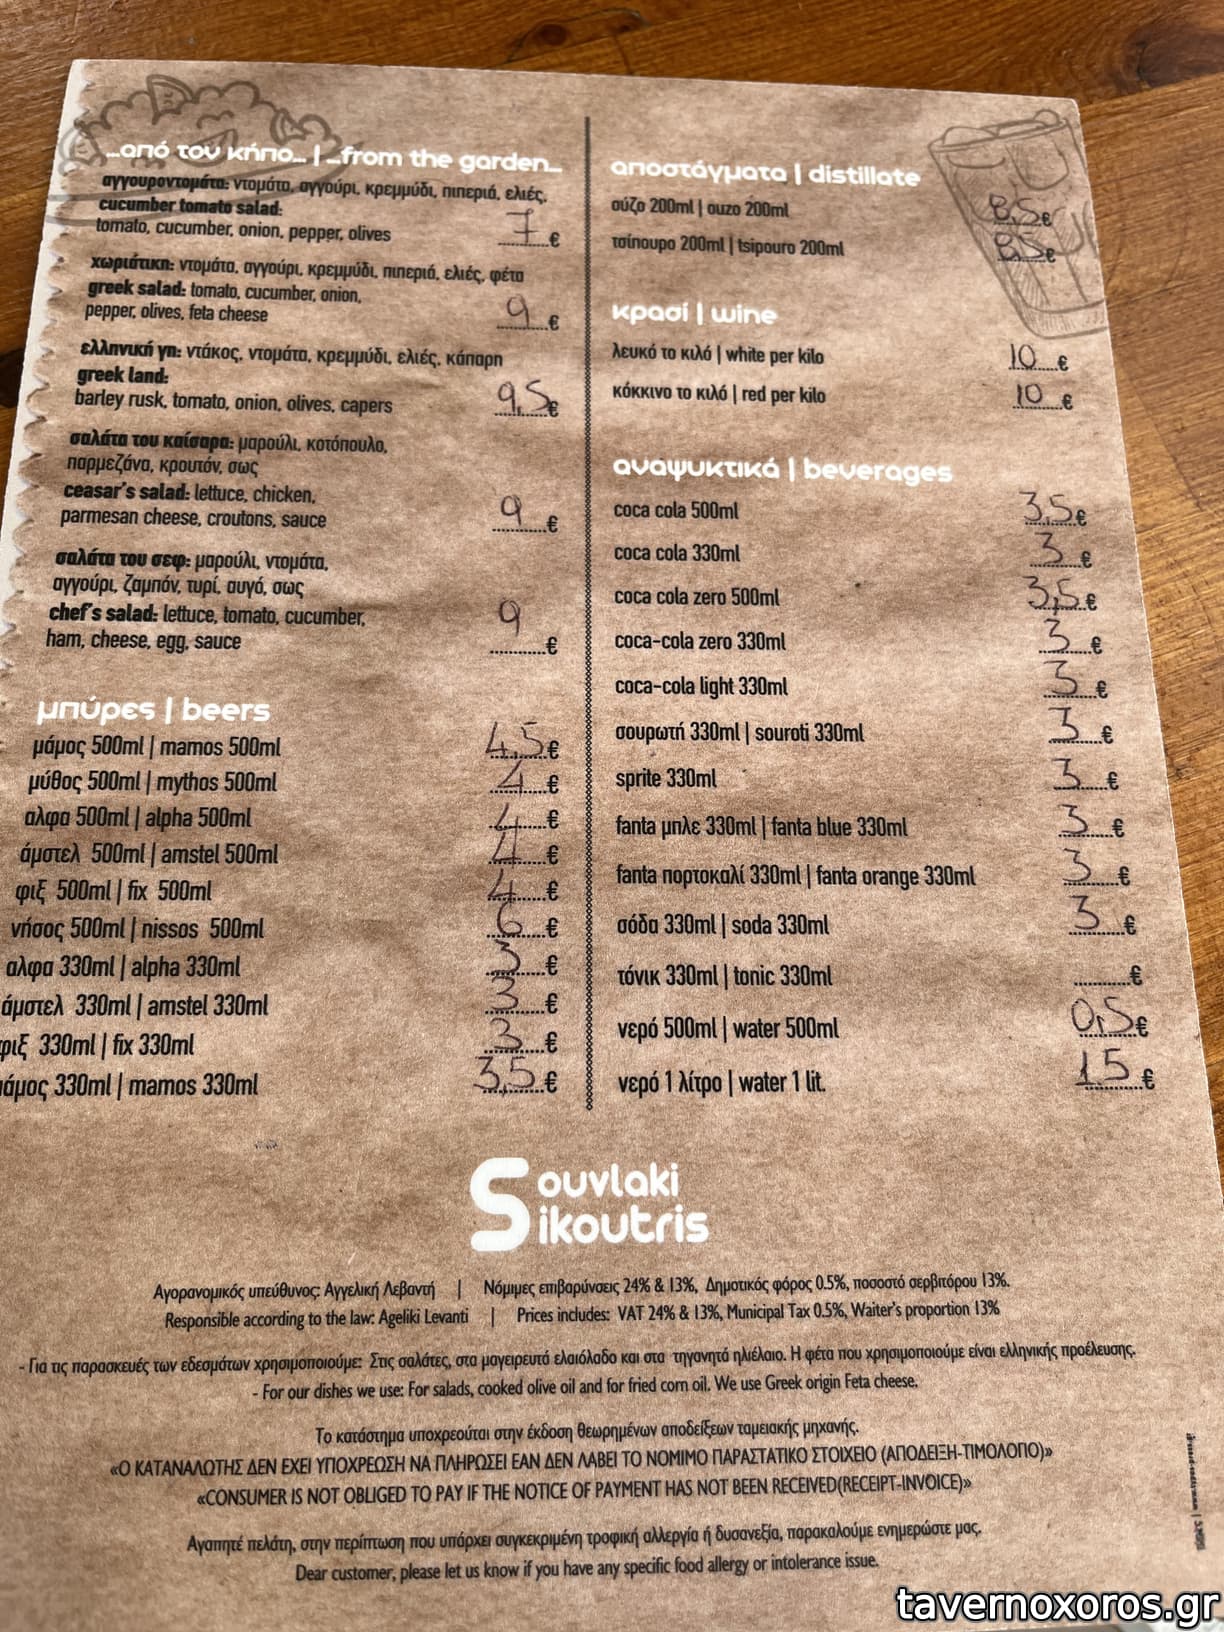 ...από τον κήπο... | ...from the garden...
αγγουροντομάτα: ντομάτα, αγγούρι, κρεμμύδι, πιπεριά, ελιές,
cucumber tomato salad:
tomato, cucumber, onion, pepper, olives 7 €
χωριάτικη: ντομάτα, αγγούρι, κρεμμύδι, πιπεριά, ελιές, φέτα
greek salad: tomato, cucumber, onion,
pepper, olives, feta cheese 9 €
ελληνική γη: ντάκος, ντομάτα, κρεμμύδι, ελιές, κάπαρη
greek land:
barley rusk, tomato, onion, olives, capers 9,5 €
σαλάτα του καίσαρα: μαρούλι, κοτόπουλο,
παρμεζάνα, κρουτόν, σως
ceasar's salad: lettuce, chicken,
parmesan cheese, croutons, sauce 9 €
σαλάτα του σεφ: μαρούλι, ντομάτα,
αγγούρι, ζαμπόν, τυρί, αυγό, σως
chef's salad: lettuce, tomato, cucumber,
ham, cheese, egg, sauce 9 €
μπύρες | beers
μάμος 500ml | mamos 500ml 4,5 €
μύθος 500ml | mythos 500ml 4 €
αλφα 500ml | alpha 500ml 4 €
άμστελ 500ml | amstel 500ml 4 €
φιξ 500ml | fix 500ml 4 €
νήσος 500ml | nissos 500ml 6 €
αλφα 330ml | alpha 330ml 3 €
άμστελ 330ml | amstel 330ml 3 €
φιξ 330ml | fix 330ml 3 €
μάμος 330ml | mamos 330ml 3,5 €
αποστάγματα | distillate
ούζο 200ml | ouzo 200ml 8,5 €
τσίπουρο 200ml | tsipouro 200ml 8,5 €
κρασί | wine
λευκό το κιλό | white per kilo 10 €
κόκκινο το κιλό | red per kilo 10 €
αναψυκτικά | beverages
coca cola 500ml 3,5 €
coca cola 330ml 3 €
coca cola zero 500ml 3,5 €
coca-cola zero 330ml 3 €
coca-cola light 330ml 3 €
σουρωτή 330ml | souroti 330ml 3 €
sprite 330ml 3 €
fanta μπλε 330ml | fanta blue 330ml 3 €
fanta πορτοκαλί 330ml | fanta orange 330ml 3 €
σόδα 330ml | soda 330ml 3 €
τόνικ 330ml | tonic 330ml €
νερό 500ml | water 500ml 0,5 €
νερό 1 λίτρο | water 1 lit. 1,5 €
Souvlaki
Sikoutris
Αγορανομικός υπεύθυνος: Αγγελική Λεβαντή | Νόμιμες επιβαρύνσεις 24% & 13%, Δημοτικός φόρος 0.5%, ποσοστό σερβιτόρου 13%.
Responsible according to the law: Ageliki Levanti | Prices includes: VAT 24% & 13%, Municipal Tax 0.5%, Waiter's proportion 13%
- Για τις παρασκευές των εδεσμάτων χρησιμοποιούμε: Στις σαλάτες, στα μαγειρευτά ελαιόλαδο και στα τηγανητά ηλιέλαιο. Η φέτα που χρησιμοποιούμε είναι ελληνικής προέλευσης.
- For our dishes we use: For salads, cooked olive oil and for fried corn oil. We use Greek origin Feta cheese.
Το κατάστημα υποχρεούται στην έκδοση θεωρημένων αποδείξεων ταμειακής μηχανής.
«Ο ΚΑΤΑΝΑΛΩΤΗΣ ΔΕΝ ΕΧΕΙ ΥΠΟΧΡΕΩΣΗ ΝΑ ΠΛΗΡΩΣΕΙ ΕΑΝ ΔΕΝ ΛΑΒΕΙ ΤΟ ΝΟΜΙΜΟ ΠΑΡΑΣΤΑΤΙΚΟ ΣΤΟΙΧΕΙΟ (ΑΠΟΔΕΙΞΗ-ΤΙΜΟΛΟΓΙΟ)»
«CONSUMER IS NOT OBLIGED TO PAY IF THE NOTICE OF PAYMENT HAS NOT BEEN RECEIVED(RECEIPT-INVOICE)»
Αγαπητέ πελάτη, στην περίπτωση που υπάρχει συγκεκριμένη τροφική αλλεργία ή δυσανεξία, παρακαλούμε ενημερώστε μας.
Dear customer, please let us know if you have any specific food allergy or intolerance issue.
tavernoxoros.gr